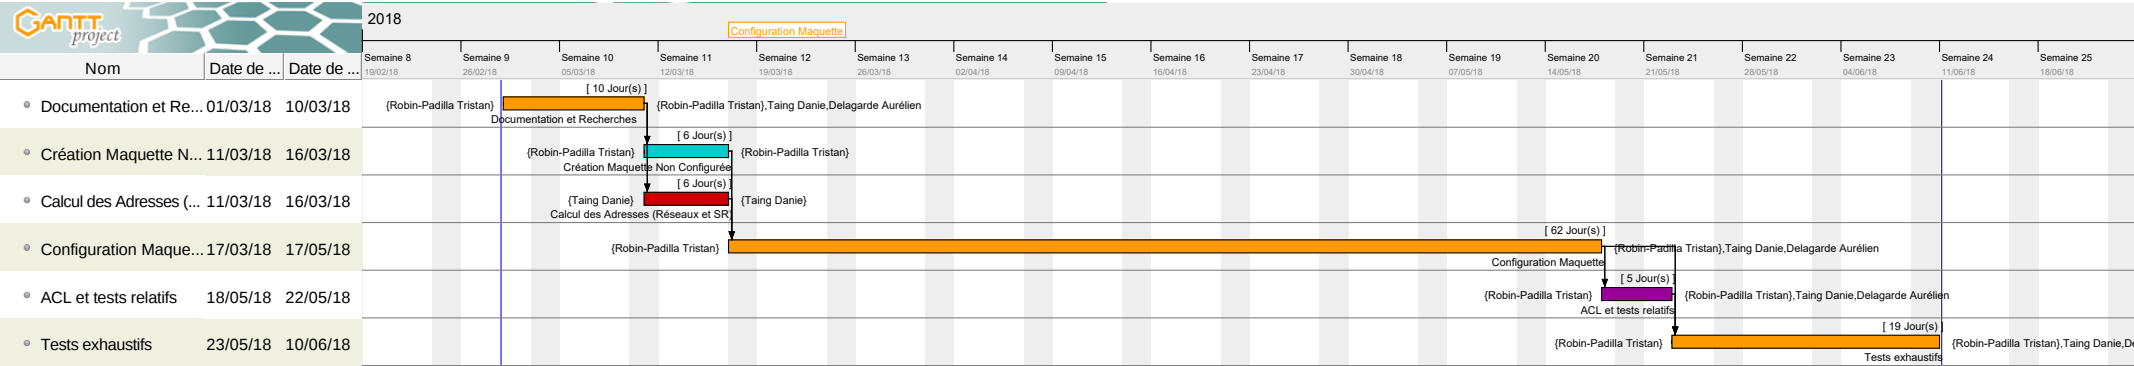 GANTT
project
2018
Configuration Maquette
Nom
Date de ...
Date de ...
Semaine 8
Semaine 9
Semaine 10
Semaine 11
Semaine 12
Semaine 13
Semaine 14
Semaine 15
Semaine 16
Semaine 17
Semaine 18
Semaine 19
Semaine 20
Semaine 21
Semaine 22
Semaine 23
Semaine 24
Semaine 25
19/02/18
26/02/18
05/03/18
12/03/18
19/03/18
26/03/18
02/04/18
09/04/18
16/04/18
23/04/18
30/04/18
07/05/18
14/05/18
21/05/18
28/05/18
04/06/18
11/06/18
18/06/18
[ 10 Jour(s) ]
Documentation et Re... 01/03/18 10/03/18
{Robin-Padilla Tristan}
{Robin-Padilla Tristan},Taing Danie,Delagarde Aurélien
Documentation et Recherches
[ 6 Jour(s) ]
Création Maquette N... 11/03/18 16/03/18
{Robin-Padilla Tristan}
{Robin-Padilla Tristan}
Création Maquette Non Configurée
[ 6 Jour(s) ]
Calcul des Adresses (... 11/03/18 16/03/18
{Taing Danie}
{Taing Danie}
Calcul des Adresses (Réseaux et SR)
[ 62 Jour(s) ]
Configuration Maque... 17/03/18 17/05/18
{Robin-Padilla Tristan}
{Robin-Padilla Tristan},Taing Danie,Delagarde Aurélien
Configuration Maquette
[ 5 Jour(s) ]
ACL et tests relatifs 18/05/18 22/05/18
{Robin-Padilla Tristan}
{Robin-Padilla Tristan},Taing Danie,Delagarde Aurélien
ACL et tests relatifs
[ 19 Jour(s) ]
Tests exhaustifs 23/05/18 10/06/18
{Robin-Padilla Tristan}
{Robin-Padilla Tristan},Taing Danie,De
Tests exhaustifs